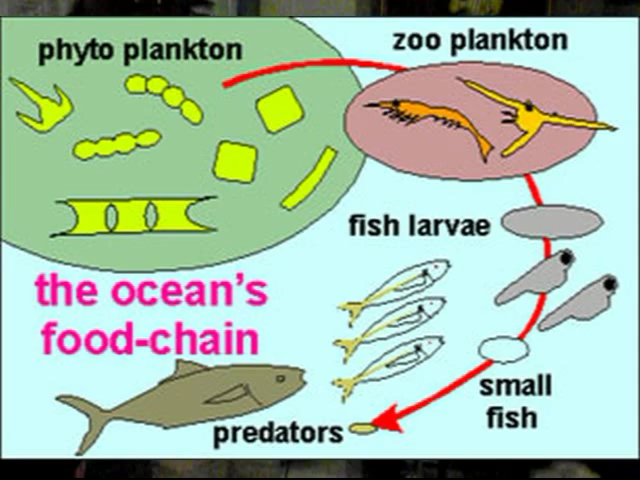 phyto plankton
zoo plankton
fish larvae
the ocean's
food-chain
small
fish
predators